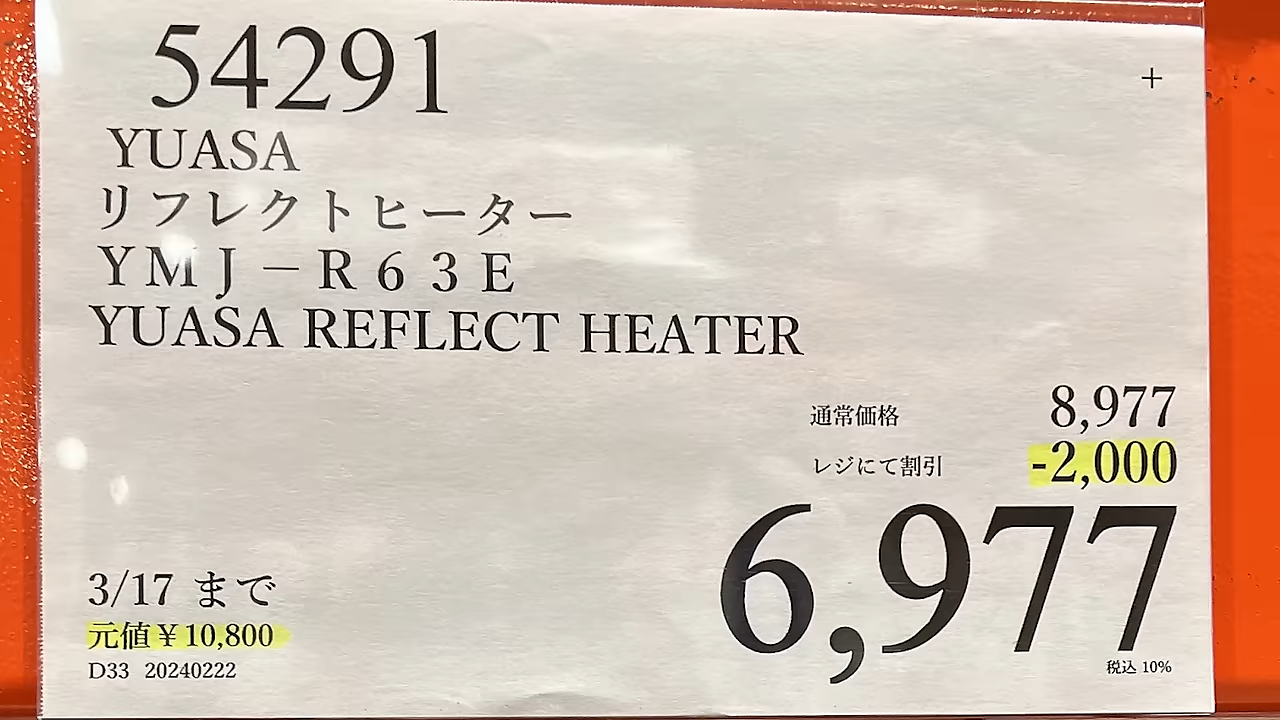 54291
+
YUASA
リフレクトヒーター
ＹＭＪ－Ｒ６３Ｅ
YUASA REFLECT HEATER
通常価格 8,977
レジにて割引 -2,000
6,977
税込 10%
3/17 まで
元値￥10,800
D33 20240222